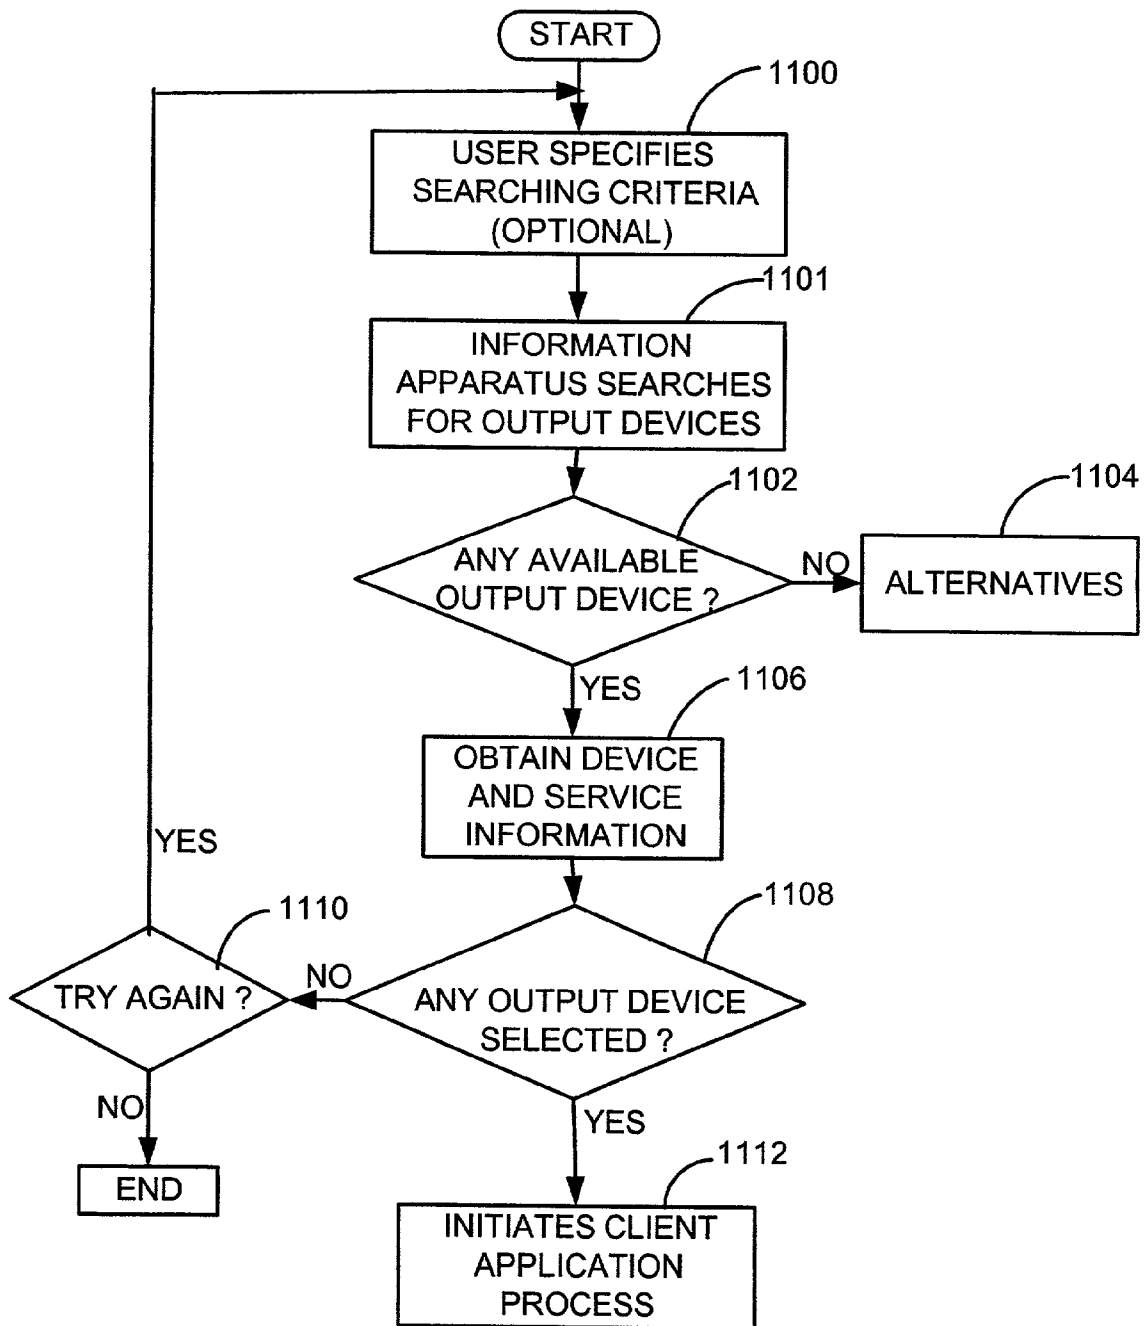 START
1100
USER SPECIFIES
SEARCHING CRITERIA
(OPTIONAL)
1101
INFORMATION
APPARATUS SEARCHES
FOR OUTPUT DEVICES
1102
1104
ANY AVAILABLE
OUTPUT DEVICE ?
NO
ALTERNATIVES
YES
1106
OBTAIN DEVICE
AND SERVICE
INFORMATION
YES
1108
1110
TRY AGAIN ?
NO
ANY OUTPUT DEVICE
SELECTED ?
NO
YES
END
1112
INITIATES CLIENT
APPLICATION
PROCESS